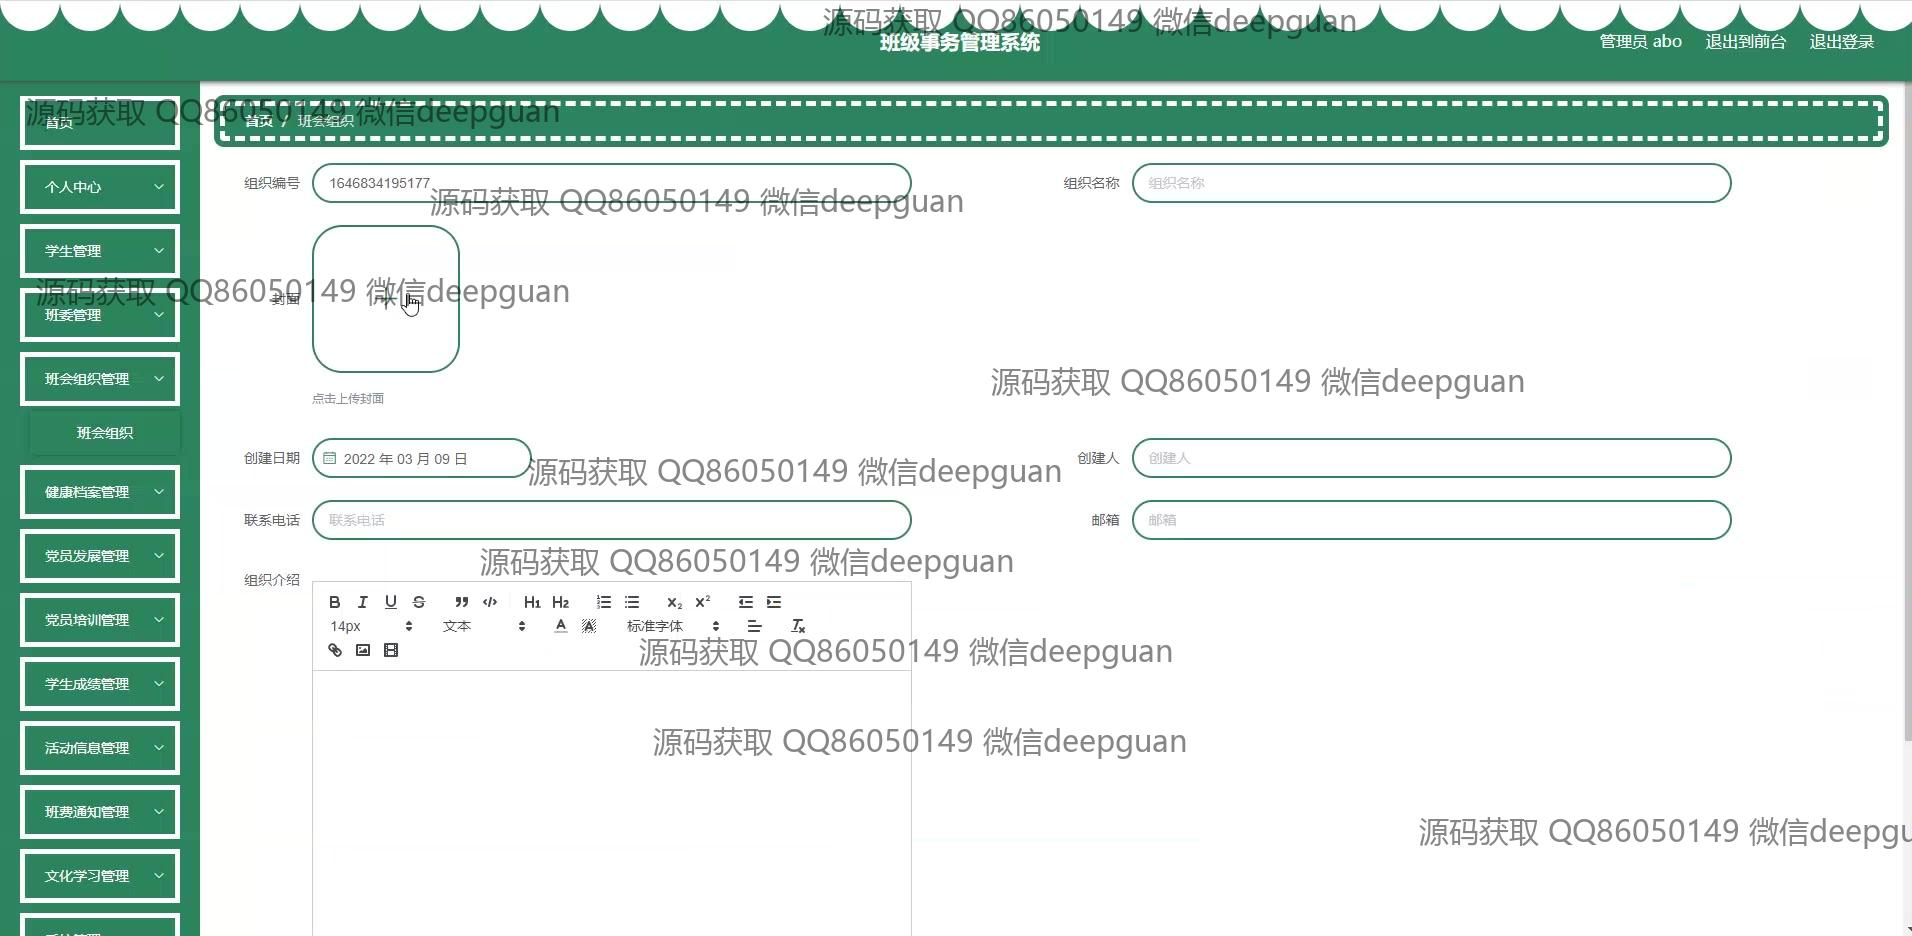 源码获取 QQ86050149 微信deepguan
班级事务管理系统
管理员 abo 退出到前台 退出登录
源码获取 QQ86050149 微信deepguan
首页
首页 / 班会组织
个人中心
学生管理
班委管理
班会组织管理
班会组织
健康档案管理
党员发展管理
党员培训管理
学生成绩管理
活动信息管理
班费通知管理
文化学习管理
组织编号 1646834195177 组织名称 组织名称
源码获取 QQ86050149 微信deepguan
源码获取 QQ86050149 微信deepguan
封面
点击上传封面
源码获取 QQ86050149 微信deepguan
创建日期 2022 年 03 月 09 日 创建人 创建人
源码获取 QQ86050149 微信deepguan
联系电话 联系电话 邮箱 邮箱
源码获取 QQ86050149 微信deepguan
组织介绍
B I U S H1 H2 X2 X2
14px 文本 A A 标准字体 Tx
源码获取 QQ86050149 微信deepguan
源码获取 QQ86050149 微信deepguan
源码获取 QQ86050149 微信deepgu